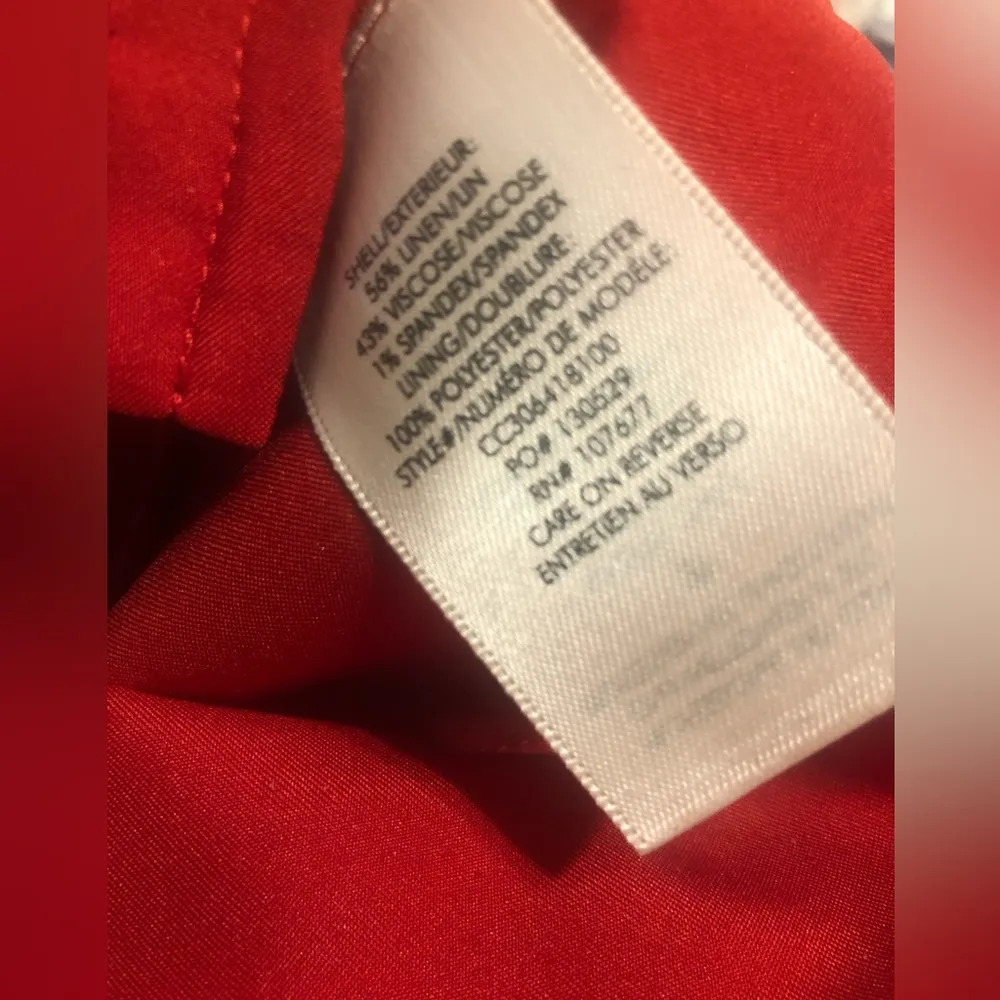 SHELL/EXTERIEUR:
56% LINEN/LIN
43% VISCOSE/VISCOSE
1% SPANDEX/SPANDEX
LINING/DOUBLURE:
100% POLYESTER/POLYESTER
STYLE#/NUMÉRO DE MODÈLE:
CC306418100
PO# 130529
RN# 107677
CARE ON REVERSE
ENTRETIEN AU VERSO